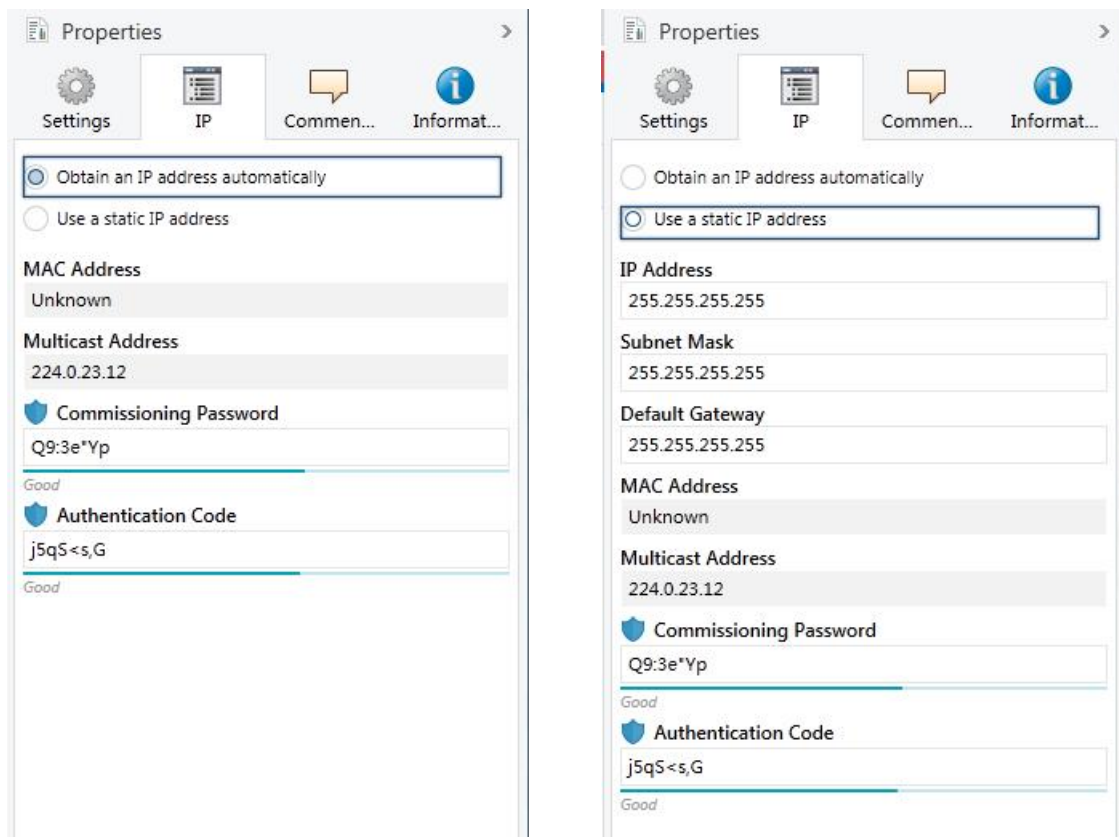 Properties
Settings
IP
Commen...
Informat...
Obtain an IP address automatically
Use a static IP address
MAC Address
Unknown
Multicast Address
224.0.23.12
Commissioning Password
Q9:3e"Yp
Good
Authentication Code
j5qS<s,G
Good
Properties
Settings
IP
Commen...
Informat...
Obtain an IP address automatically
Use a static IP address
IP Address
255.255.255.255
Subnet Mask
255.255.255.255
Default Gateway
255.255.255.255
MAC Address
Unknown
Multicast Address
224.0.23.12
Commissioning Password
Q9:3e"Yp
Good
Authentication Code
j5qS<s,G
Good